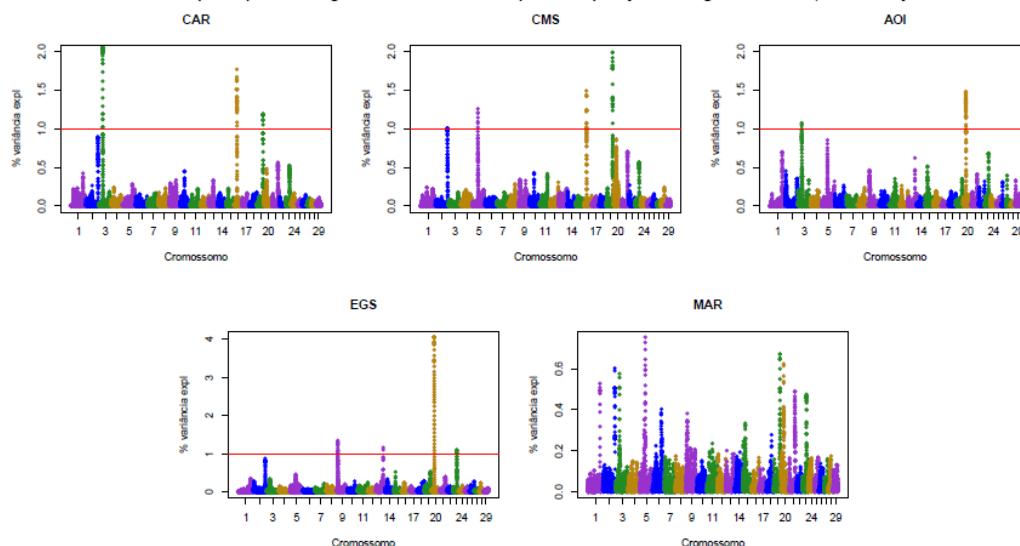 CAR
CMS
AOI
% variância expl
0.0 0.5 1.0 1.5 2.0
1 3 5 7 9 11 14 17 20 24 29
Cromossomo
% variância expl
0.0 0.5 1.0 1.5 2.0
1 3 5 7 9 11 14 17 20 24 29
Cromossomo
% variância expl
0.0 0.5 1.0 1.5 2.0
1 3 5 7 9 11 14 17 20 24 29
Cromossomo
EGS
MAR
% variância expl
0 1 2 3 4
1 3 5 7 9 11 14 17 20 24 29
Cromossomo
% variância expl
0.0 0.2 0.4 0.6
1 3 5 7 9 11 14 17 20 24 29
Cromossomo